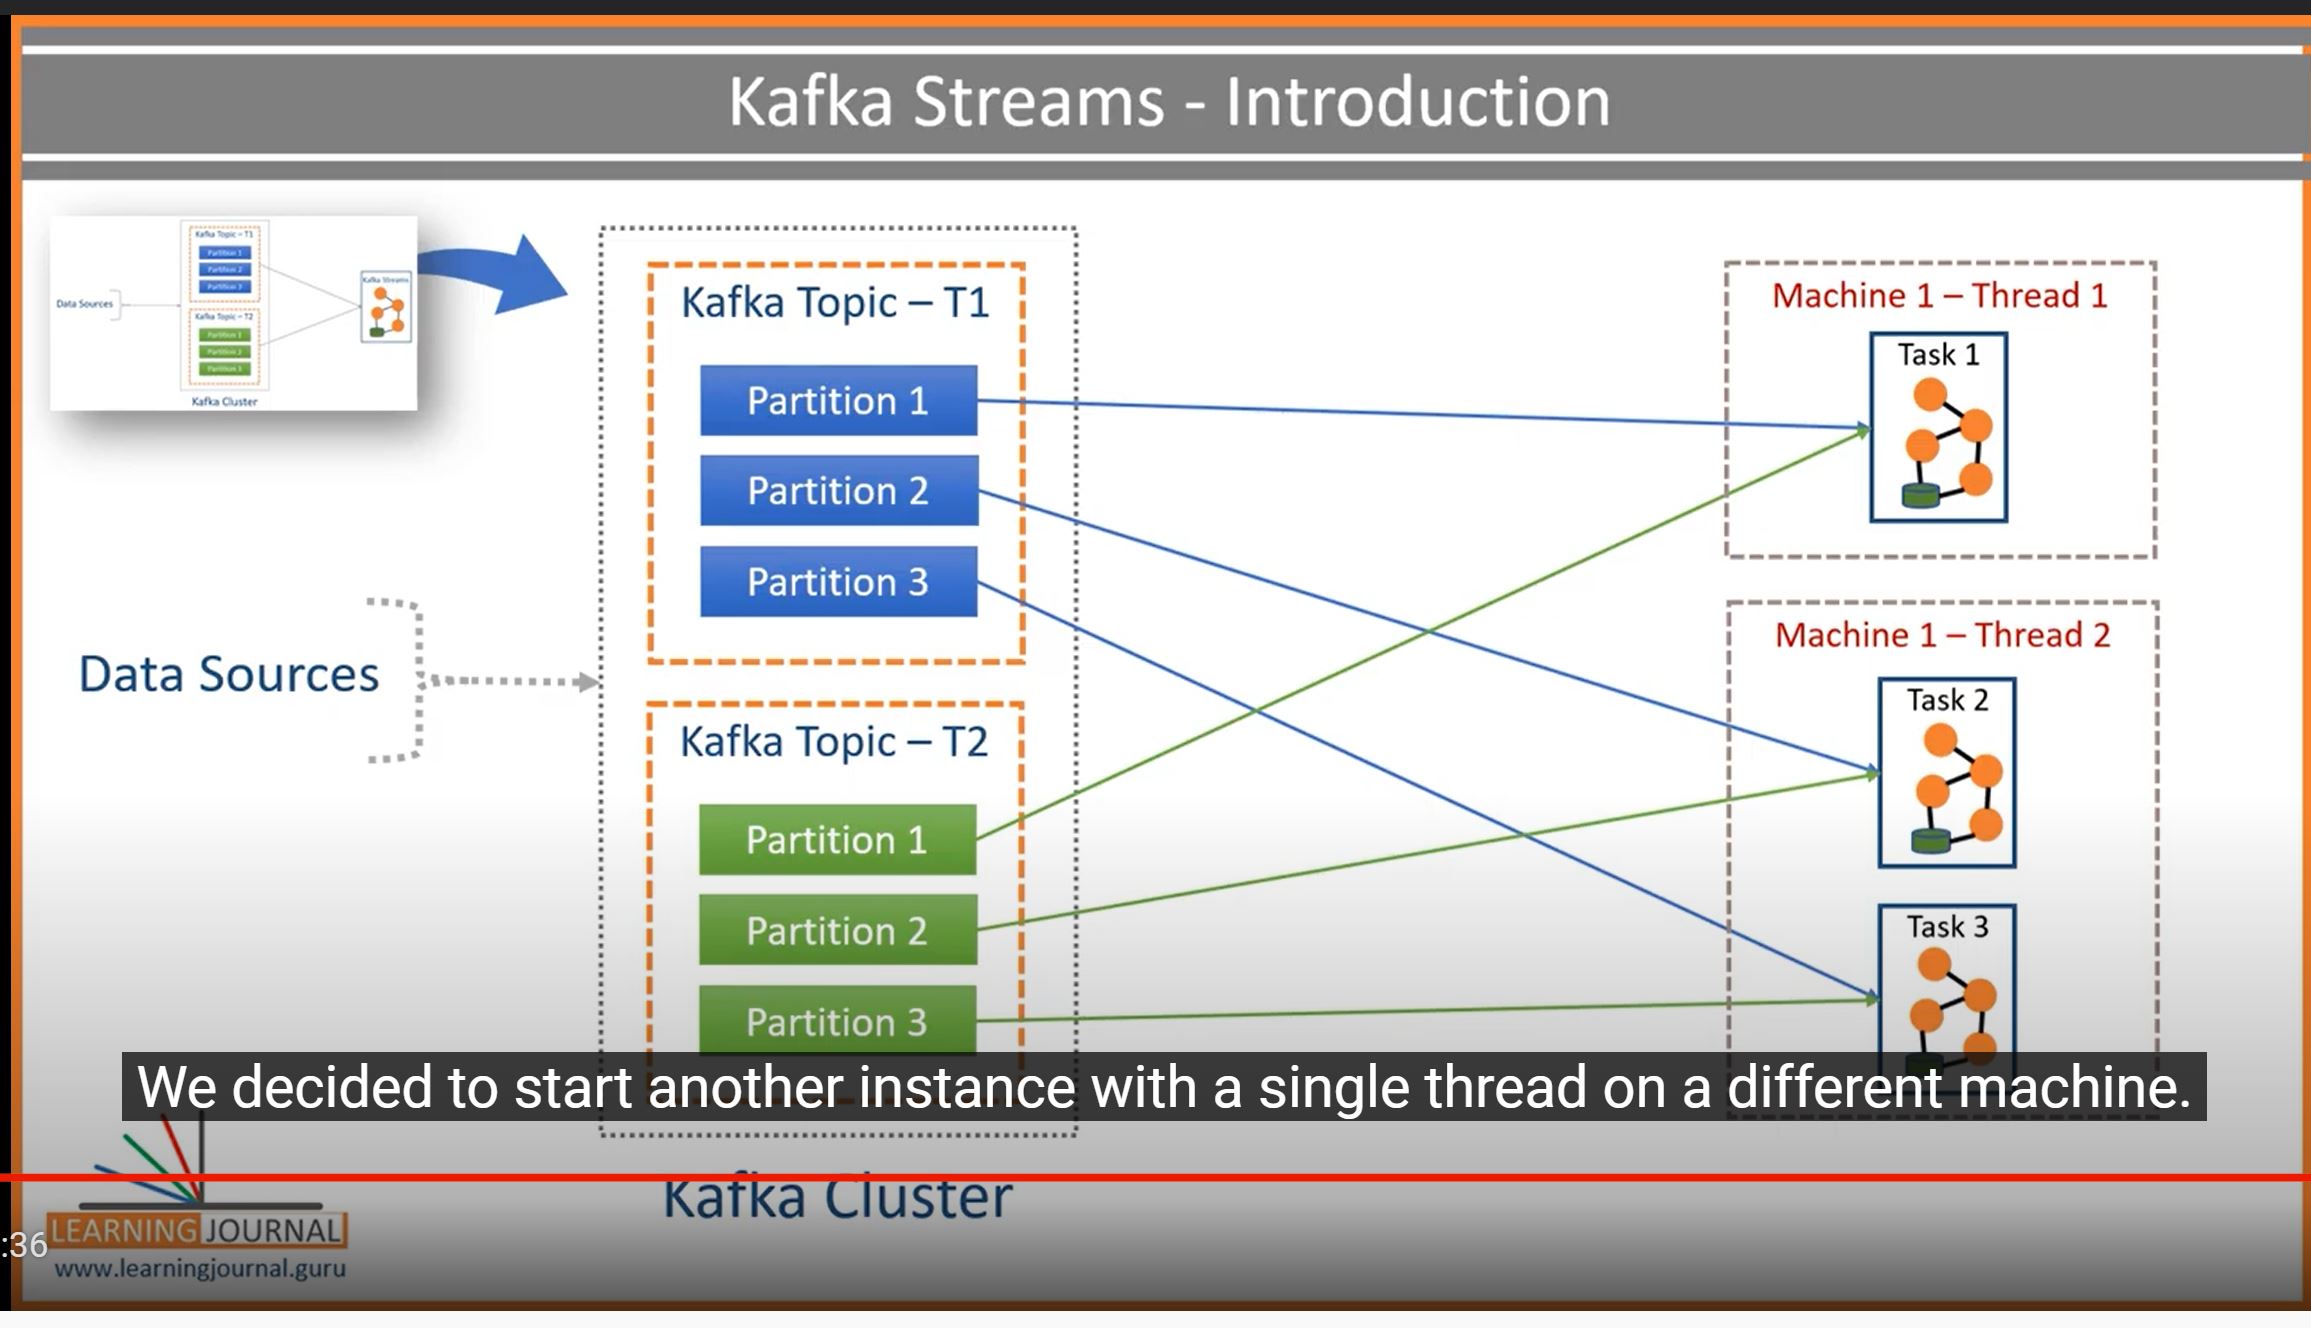 Kafka Streams - Introduction
Kafka Topic – T1
Partition 1
Partition 2
Partition 3
Data Sources
Kafka Topic – T2
Partition 1
Partition 2
Partition 3
Kafka Cluster
Kafka Streams
Kafka Topic – T1
Partition 1
Partition 2
Partition 3
Data Sources
Kafka Topic – T2
Partition 1
Partition 2
Partition 3
Kafka Cluster
Machine 1 – Thread 1
Task 1
Machine 1 – Thread 2
Task 2
Task 3
We decided to start another instance with a single thread on a different machine.
:36
LEARNING JOURNAL
www.learningjournal.guru